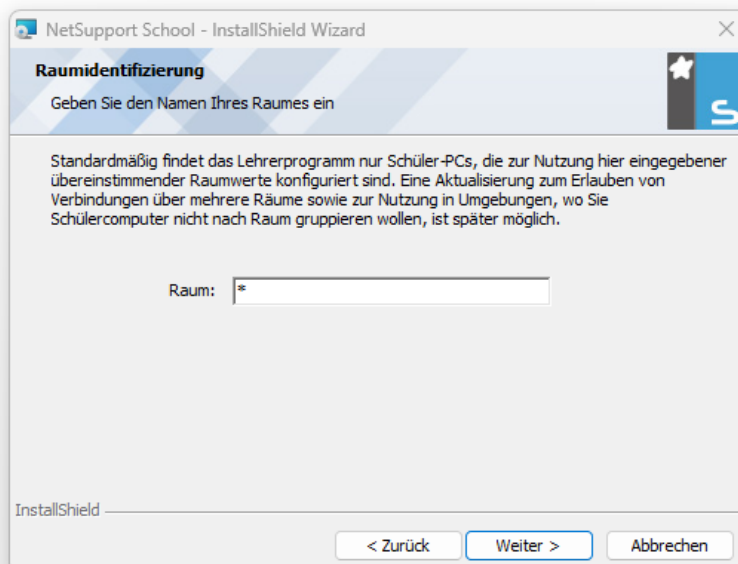 NetSupport School - InstallShield Wizard
Raumidentifizierung
Geben Sie den Namen Ihres Raumes ein
S
Standardmäßig findet das Lehrerprogramm nur Schüler-PCs, die zur Nutzung hier eingegebener
übereinstimmender Raumwerte konfiguriert sind. Eine Aktualisierung zum Erlauben von
Verbindungen über mehrere Räume sowie zur Nutzung in Umgebungen, wo Sie
Schülercomputer nicht nach Raum gruppieren wollen, ist später möglich.
Raum: *
InstallShield
< Zurück Weiter > Abbrechen